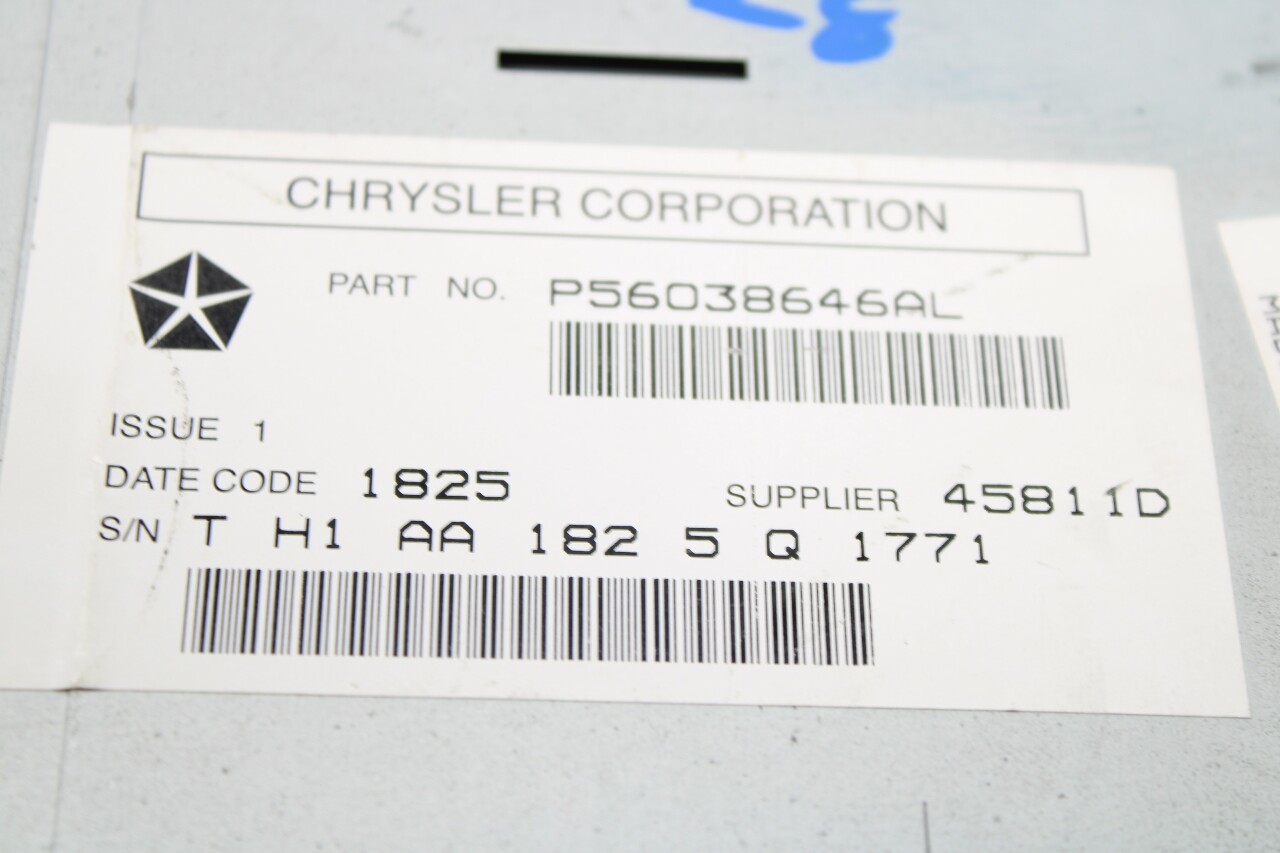 CHRYSLER CORPORATION
PART NO. P56038646AL
ISSUE 1
DATE CODE 1825
SUPPLIER 45811D
S/N T H1 AA 182 5 Q 1771